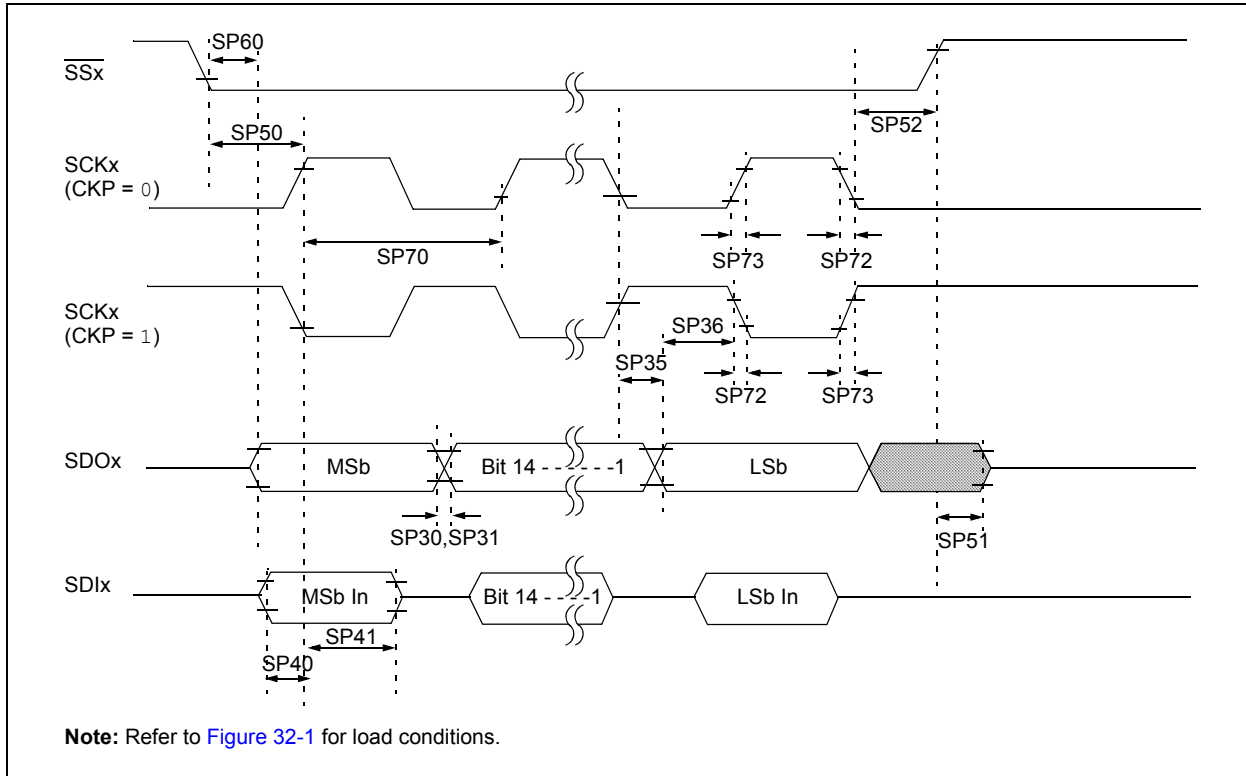 SP60
SSx
SP52
SP50
SCKx
(CKP = 0)
SP70
SP73
SP72
SCKx
(CKP = 1)
SP36
SP35
SP72
SP73
SDOx
MSb
Bit 14 - - - - - -1
LSb
SP30,SP31
SP51
SDIx
MSb In
Bit 14 - - - -1
LSb In
SP41
SP40
Note: Refer to Figure 32-1 for load conditions.